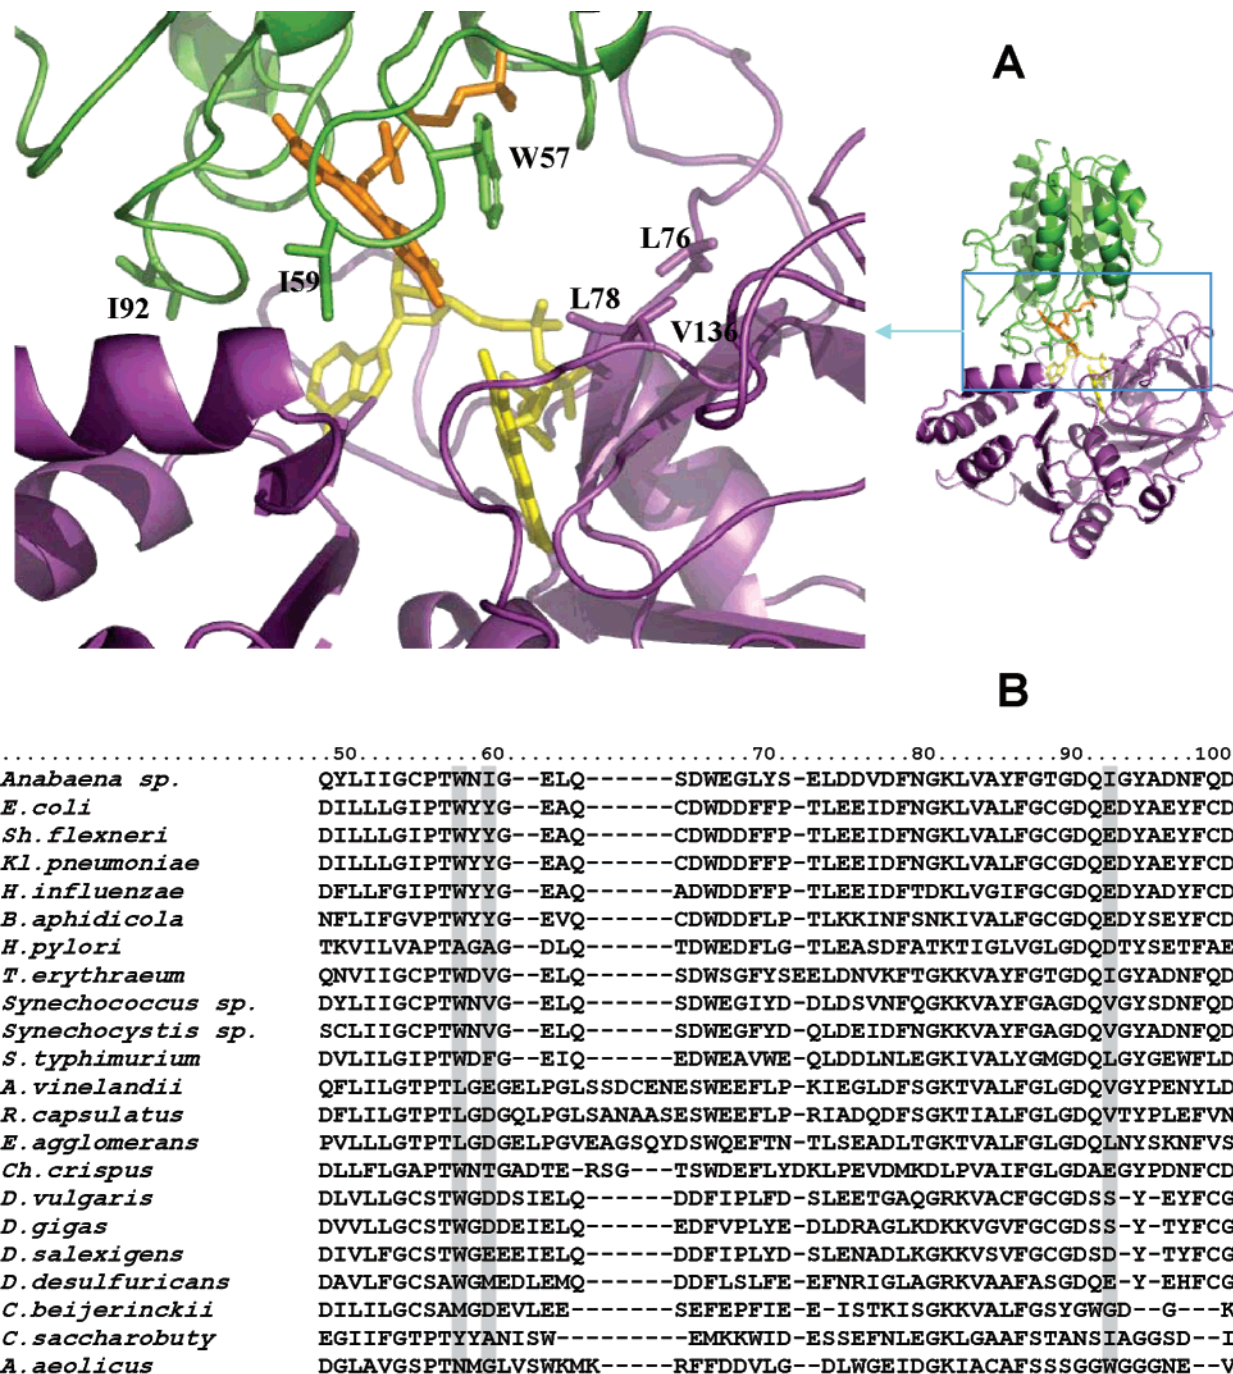 A
W57
L76
I59
L78
I92
V136
B
......................50.........60.................70..........80.........90........100
Anabaena sp. QYLIIGCPTWNIG--ELQ------SDWEGLYS-ELDDVDFNGKLVAYFGTGDQIGYADNFQD
E.coli DILLLGIPTWYYG--EAQ------CDWDDFFP-TLEEIDFNGKLVALFGCGDQEDYAEYFCD
Sh.flexneri DILLLGIPTWYYG--EAQ------CDWDDFFP-TLEEIDFNGKLVALFGCGDQEDYAEYFCD
Kl.pneumoniae DILLLGIPTWYYG--EAQ------CDWDDFFP-TLEEIDFNGKLVALFGCGDQEDYAEYFCD
H.influenzae DFLLFGIPTWYYG--EAQ------ADWDDFFP-TLEEIDFTDKLVGIFGCGDQEDYADYFCD
B.aphidicola NFLIFGVPTWYYG--EVQ------CDWDDFLP-TLKKINFSNKIVALFGCGDQEDYSEYFCD
H.pylori TKVILVAPTAGAG--DLQ------TDWEDFLG-TLEASDFATKTIGLVGLGDQDTYSETFAE
T.erythraeum QNVIIGCPTWDVG--ELQ------SDWSGFYSEELDNVKFTGKKVAYFGTGDQIGYADNFQD
Synechococcus sp. DYLIIGCPTWNVG--ELQ------SDWEGIYD-DLDSVNFQGKKVAYFGAGDQVGYSDNFQD
Synechocystis sp. SCLIIGCPTWNVG--ELQ------SDWEGFYD-QLDEIDFNGKKVAYFGAGDQVGYADNFQD
S.typhimurium DVLILGIPTWDFG--EIQ------EDWEAVWE-QLDDLNLEGKIVALYGMGDQLGYGEWFLD
A.vinelandii QFLILGTPTLGEGELPGLSSDCENESWEEFLP-KIEGLDFSGKTVALFGLGDQVGYPENYLD
R.capsulatus DFLILGTPTLGDGQLPGLSANAASESWEEFLP-RIADQDFSGKTIALFGLGDQVTYPLEFVN
E.agglomerans PVLLLGTPTLGDGELPGVEAGSQYDSWQEFTN-TLSEADLTGKTVALFGLGDQLNYSKNFVS
Ch.crispus DLLFLGAPTWNTGADTE-RSG---TSWDEFLYDKLPEVDMKDLPVAIFGLGDAEGYPDNFCD
D.vulgaris DLVLLGCSTWGDDSIELQ------DDFIPLFD-SLEETGAQGRKVACFGCGDSS-Y-EYFCG
D.gigas DVVLLGCSTWGDDEIELQ------EDFVPLYE-DLDRAGLKDKKVGVFGCGDSS-Y-TYFCG
D.salexigens DIVLFGCSTWGEEEIELQ------DDFIPLYD-SLENADLKGKKVSVFGCGDSD-Y-TYFCG
D.desulfuricans DAVLFGCSAWGMEDLEMQ------DDFLSLFE-EFNRIGLAGRKVAAFASGDQE-Y-EHFCG
C.beijerinckii DILILGCSAMGDEVLEE-------SEFEPFIE-E-ISTKISGKKVALFGSYGWGD--G---K
C.saccharobuty EGIIFGTPTYYANISW---------EMKKWID-ESSEFNLEGKLGAAFSTANSIAGGSD--I
A.aeolicus DGLAVGSPTNMGLVSWKMK-----RFFDDVLG--DLWGEIDGKIACAFSSSGGWGGGNE--V